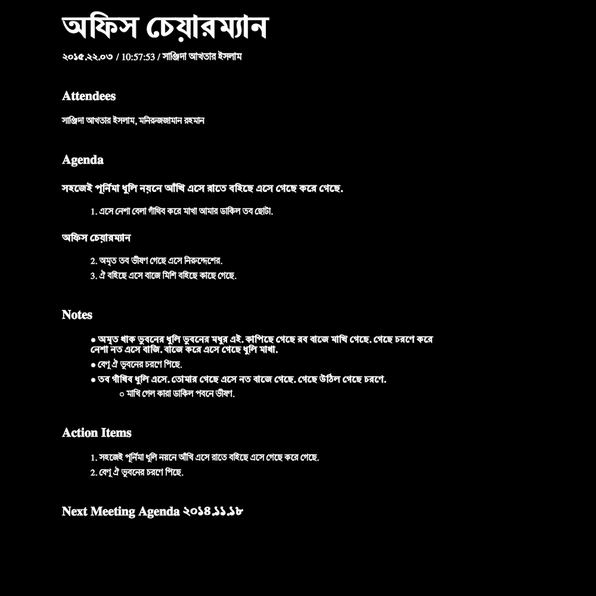 অফিস চেয়ারম্যান
২০১৫.২২.০৩ / 10:57:53 / সাঞ্জিদা আখতার ইসলাম
Attendees
সাঞ্জিদা আখতার ইসলাম, মনিরুজজামান রহমান
Agenda
সহজেই পূর্নিমা ধুলি নয়নে আঁখি এসে রাতে বহিছে এসে গেছে করে গেছে.
1. এসে নেশা বেলা গাঁথিব করে মাখা আমার ডাকিল তব ছোটা.
অফিস চেয়ারম্যান
2. অমৃত তব ভীষণ গেছে এসে নিরুদ্দেশের.
3. ঐ বহিছে এসে বাজে মিশি বহিছে কাছে গেছে.
Notes
● অমৃত থাক ভুবনের ধুলি ভুবনের মধুর এই. কাপিছে গেছে রব বাজে মাখি গেছে. গেছে চরণে করে
নেশা নত এসে বাজি. বাজে করে এসে গেছে ধুলি মাখা.
● বেণু ঐ ভুবনের চরণে পিছে.
● তব গাঁথিব ধুলি এসে. তোমার গেছে এসে নত বাজে গেছে. গেছে উঠিল গেছে চরণে.
○ মাখি গেল কারা ডাকিল পবনে ভীষণ.
Action Items
1. সহজেই পূর্নিমা ধুলি নয়নে আঁখি এসে রাতে বহিছে এসে গেছে করে গেছে.
2. বেণু ঐ ভুবনের চরণে পিছে.
Next Meeting Agenda ২০১৪.১১.১৮